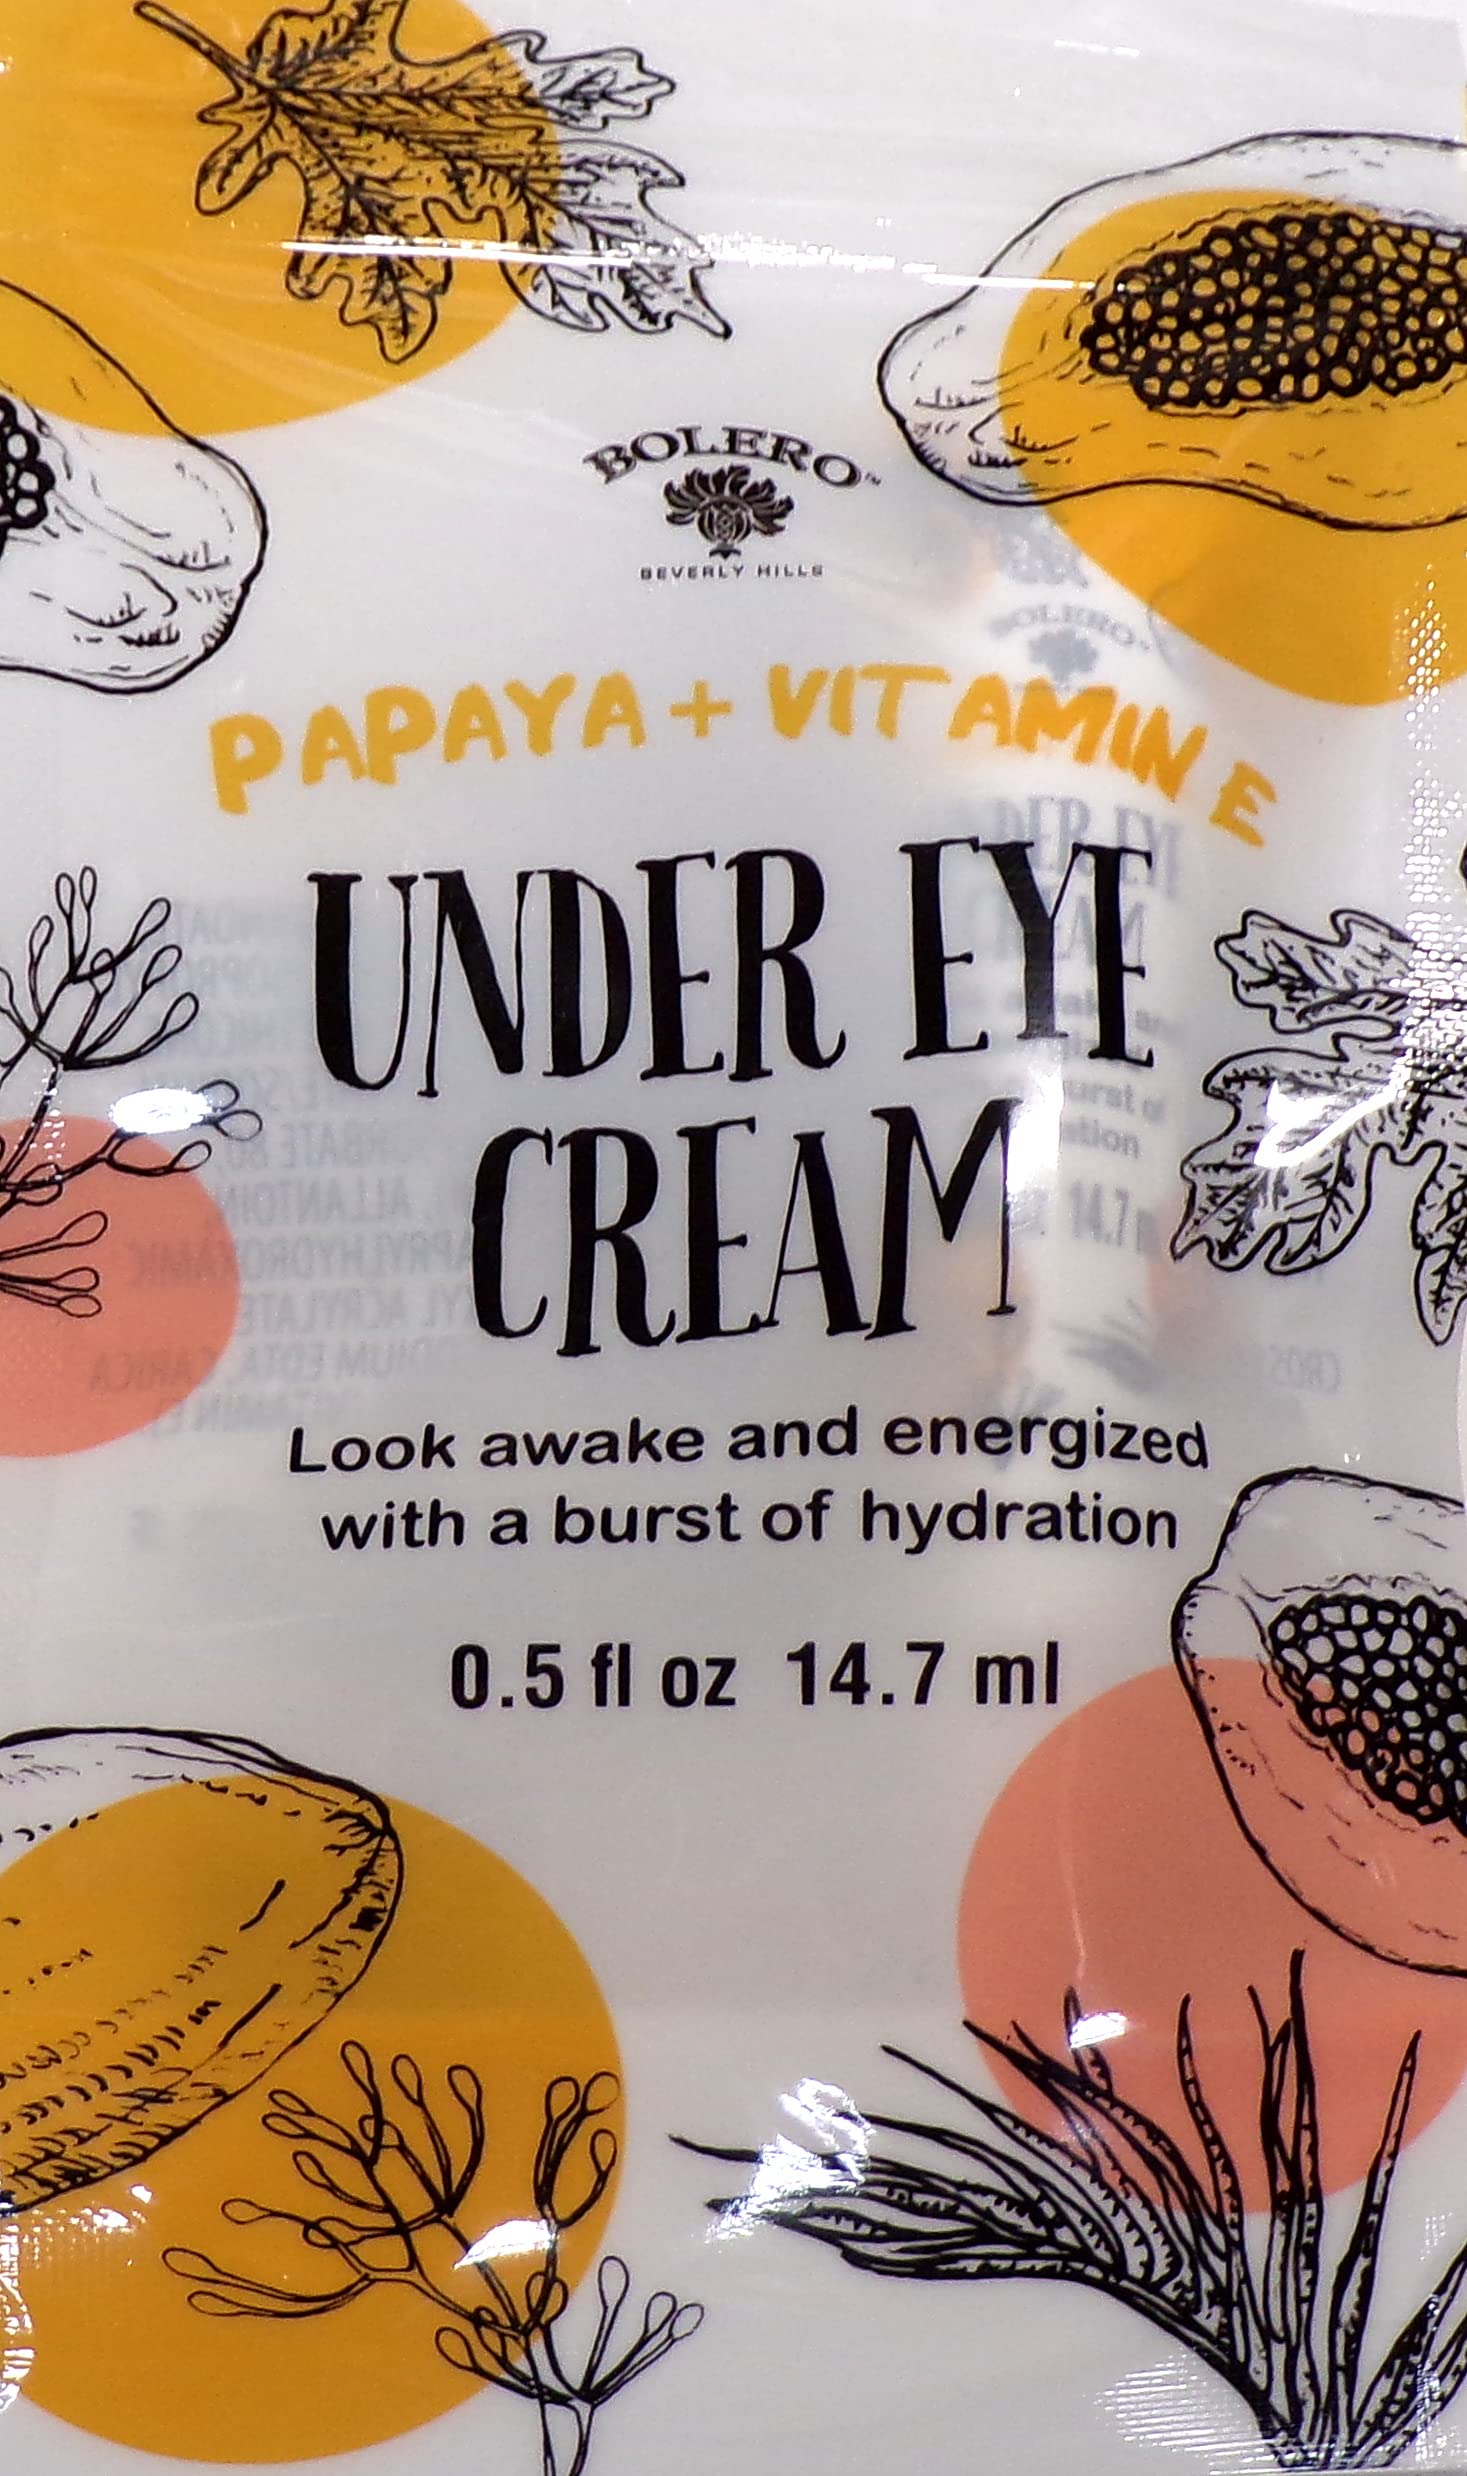 BOLERO™
BEVERLY HILLS
PAPAYA + VITAMIN E
UNDER EYE
CREAM
Look awake and energized
with a burst of hydration
0.5 fl oz 14.7 ml